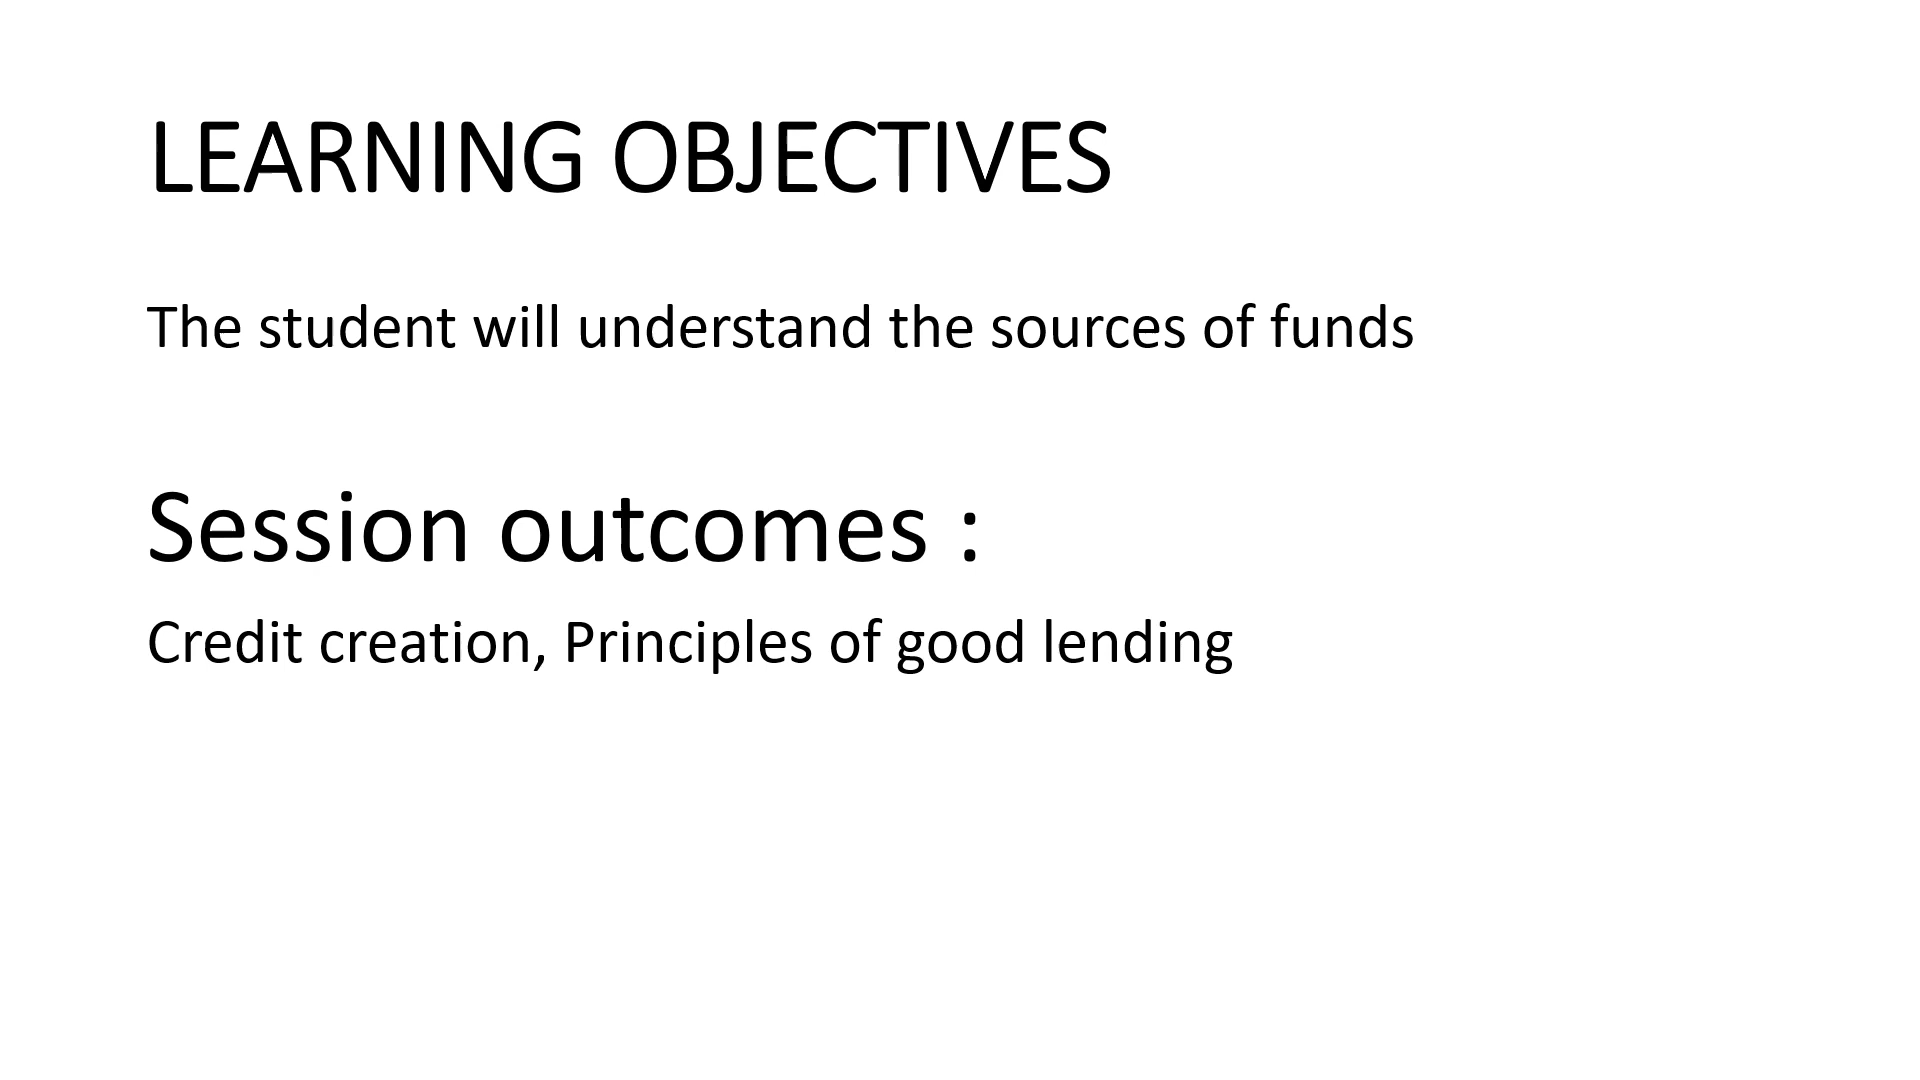 LEARNING OBJECTIVES
The student will understand the sources of funds
Session outcomes :
Credit creation, Principles of good lending